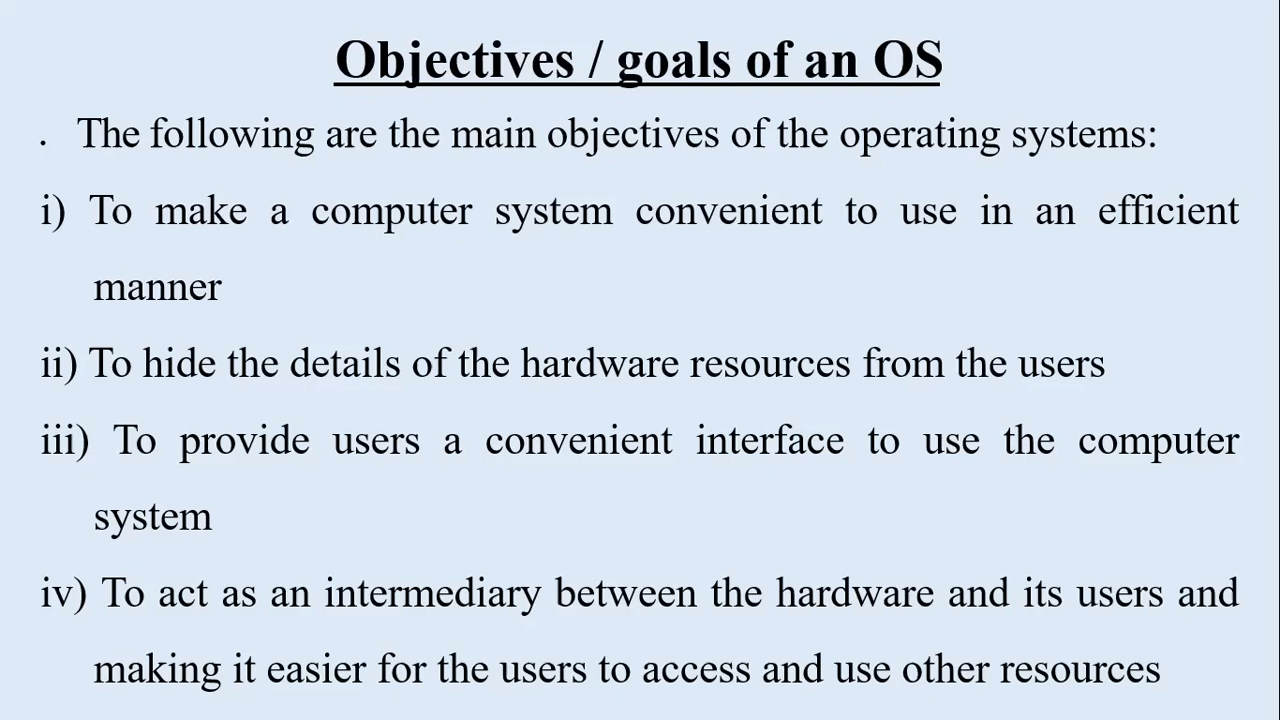 Objectives / goals of an OS
. The following are the main objectives of the operating systems:
i) To make a computer system convenient to use in an efficient
manner
ii) To hide the details of the hardware resources from the users
iii) To provide users a convenient interface to use the computer
system
iv) To act as an intermediary between the hardware and its users and
making it easier for the users to access and use other resources